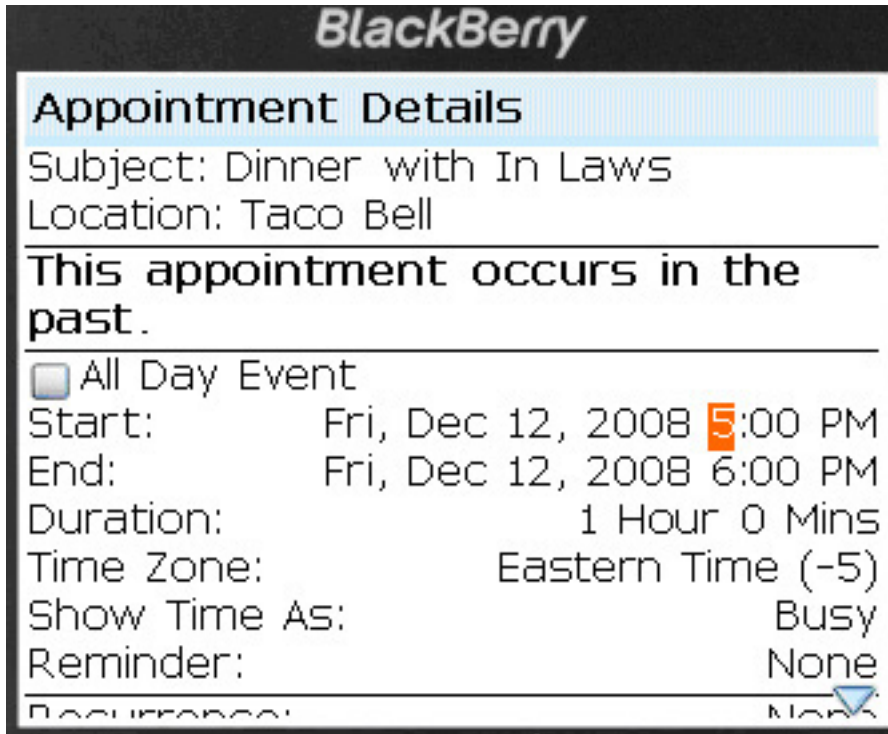 BlackBerry
Appointment Details
Subject: Dinner with In Laws
Location: Taco Bell
This appointment occurs in the
past.
All Day Event
Start: Fri, Dec 12, 2008 5:00 PM
End: Fri, Dec 12, 2008 6:00 PM
Duration: 1 Hour 0 Mins
Time Zone: Eastern Time (-5)
Show Time As: Busy
Reminder: None
Recurrence: None